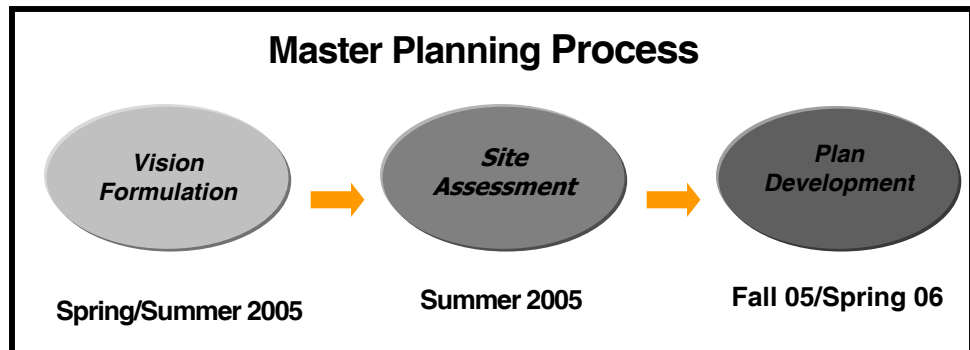 Master Planning Process
Vision
Formulation
Site
Assessment
Plan
Development
Spring/Summer 2005
Summer 2005
Fall 05/Spring 06